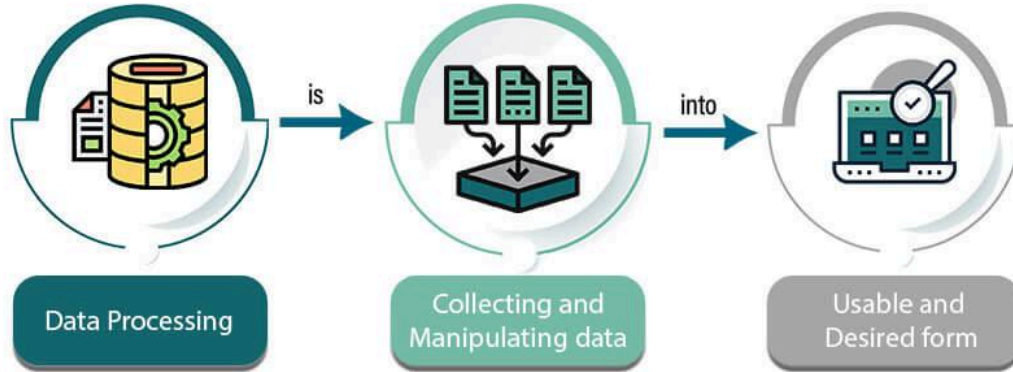 is
into
Data Processing
Collecting and
Manipulating data
Usable and
Desired form